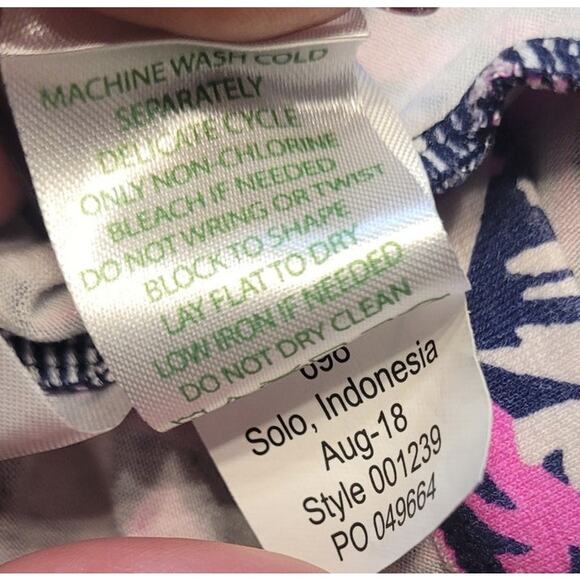 MACHINE WASH COLD
SEPARATELY
DELICATE CYCLE
ONLY NON-CHLORINE
BLEACH IF NEEDED
DO NOT WRING OR TWIST
BLOCK TO SHAPE
LAY FLAT TO DRY
LOW IRON IF NEEDED
DO NOT DRY CLEAN
Solo, Indonesia
Aug-18
Style 001239
PO 049664